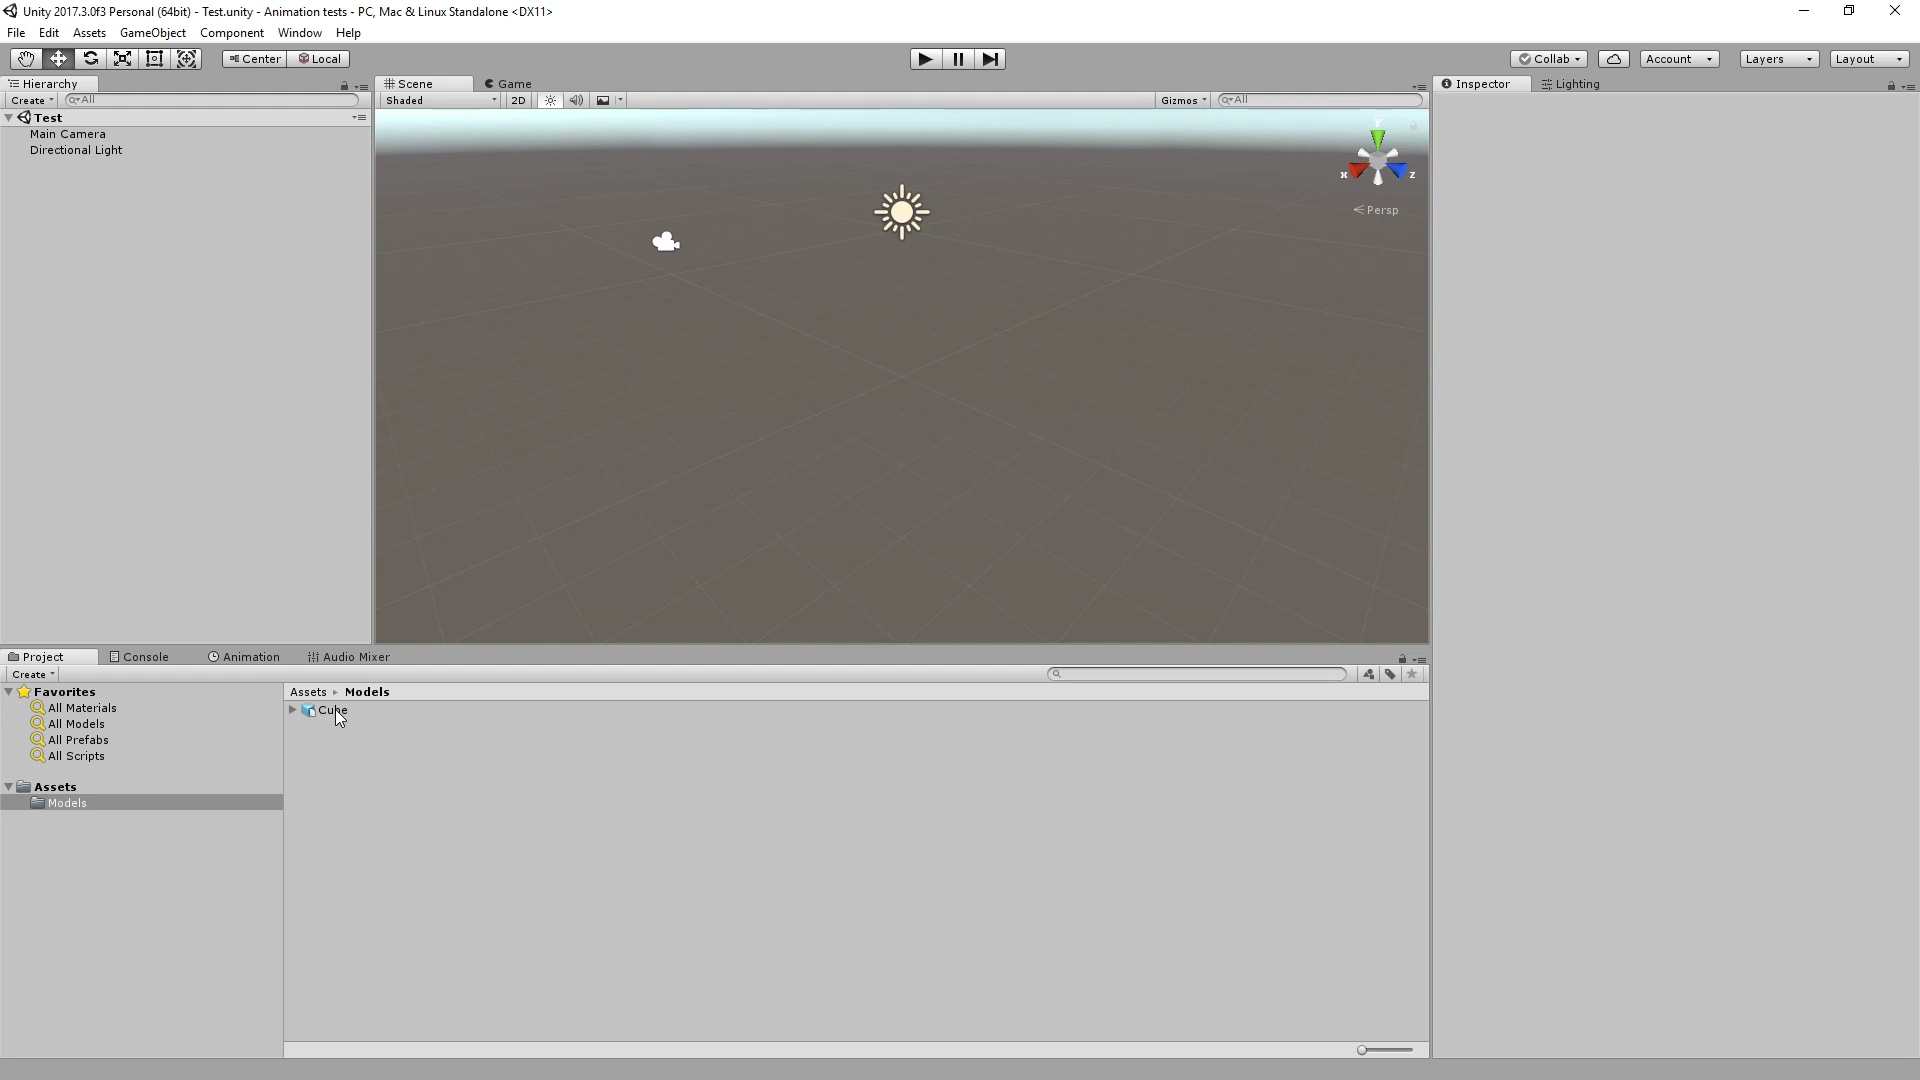 Unity 2017.3.0f3 Personal (64bit) - Test.unity - Animation tests - PC, Mac & Linux Standalone <DX11>
File Edit Assets GameObject Component Window Help
Center Local Collab Account Layers Layout
Hierarchy Scene Game Inspector Lighting
Create All Shaded 2D Gizmos All
Test
Main Camera
Directional Light
y
x z
Persp
Project Console Animation Audio Mixer
Create
Favorites Assets Models
All Materials Cube
All Models
All Prefabs
All Scripts
Assets
Models